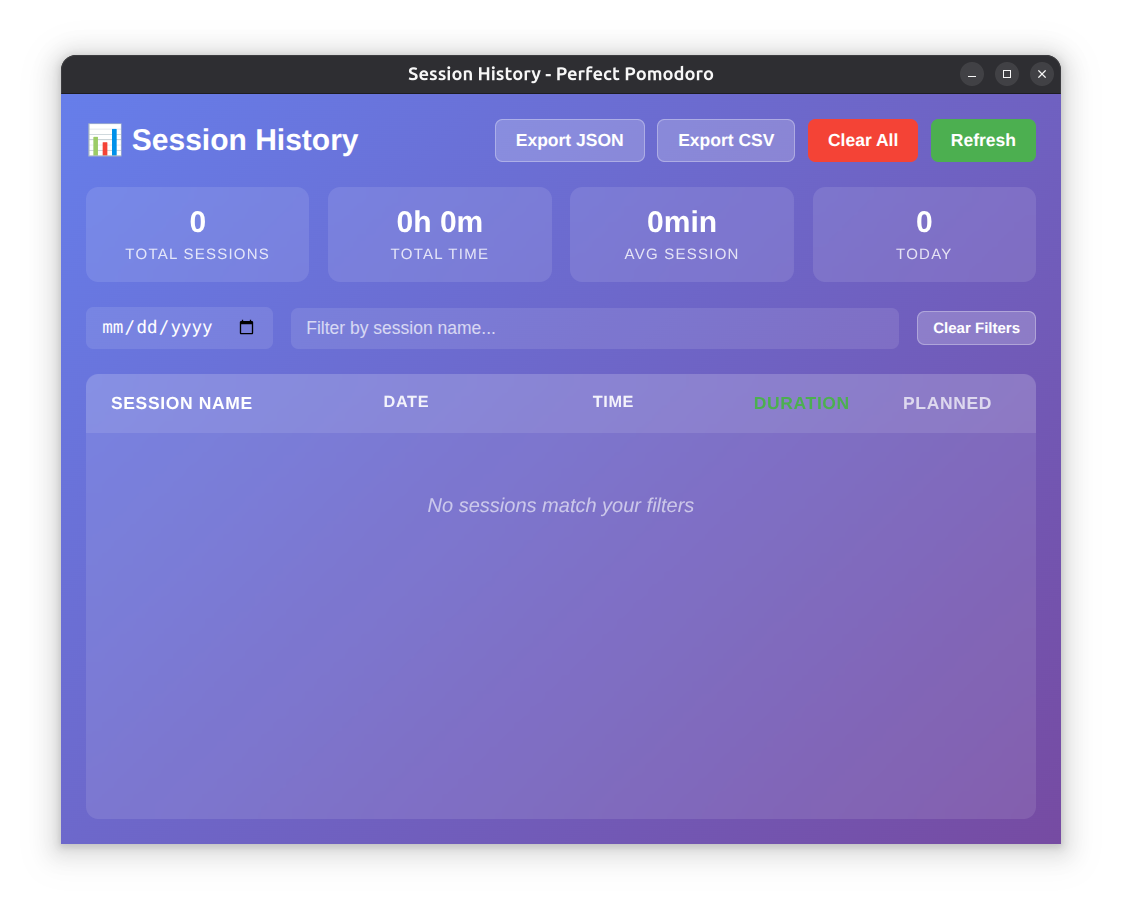 Session History - Perfect Pomodoro
Session History
Export JSON
Export CSV
Clear All
Refresh
0
TOTAL SESSIONS
0h 0m
TOTAL TIME
0min
AVG SESSION
0
TODAY
mm/dd/yyyy
Filter by session name...
Clear Filters
SESSION NAME DATE TIME DURATION PLANNED
No sessions match your filters